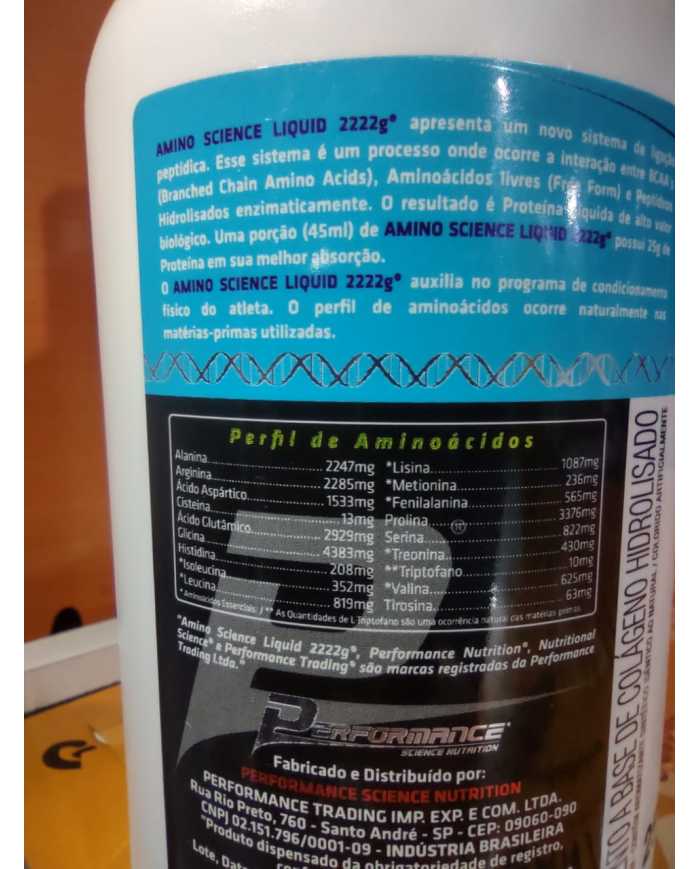 AMINO SCIENCE LIQUID 2222g® apresenta um novo sistema de ligação
peptídica. Esse sistema é um processo onde ocorre a interação entre BCAA's
(Branched Chain Amino Acids), Aminoácidos livres (Free Form) e Peptídeos
Hidrolisados enzimaticamente. O resultado é Proteína líquida de alto valor
biológico. Uma porção (45ml) de AMINO SCIENCE LIQUID 2222g® possui 25g de
Proteína em sua melhor absorção.
O AMINO SCIENCE LIQUID 2222g® auxilia no programa de condicionamento
físico do atleta. O perfil de aminoácidos ocorre naturalmente nas
matérias-primas utilizadas.
Perfil de Aminoácidos
Alanina 2247mg
Arginina 2285mg
Ácido Aspártico 1533mg
Cisteina 13mg
Ácido Glutâmico 2929mg
Glicina 4383mg
Histidina 208mg
*Isoleucina 352mg
*Leucina 819mg
*Lisina 1087mg
*Metionina 236mg
*Fenilalanina 565mg
Prolina 3376mg
Serina 822mg
*Treonina 430mg
**Triptofano 10mg
*Valina 625mg
Tirosina 63mg
* Aminoácidos Essenciais. / ** As Quantidades de L Triptofano são uma ocorrência natural das matérias primas.
"Amino Science Liquid 2222g®, Performance Nutrition®, Nutritional
Science® e Performance Trading® são marcas registradas da Performance
Trading Ltda."
PERFORMANCE®
SCIENCE NUTRITION
Fabricado e Distribuído por:
PERFORMANCE SCIENCE NUTRITION
PERFORMANCE TRADING IMP. EXP. E COM. LTDA.
Rua Rio Preto, 760 - Santo André - SP - CEP: 09060-090
CNPJ 02.151.796/0001-09 - INDÚSTRIA BRASILEIRA
"Produto dispensado da obrigatoriedade de registro,
Lote, Data
A BASE DE COLÁGENO HIDROLISADO
IDÊNTICO AO NATURAL / COLORIDO ARTIFICIALMENTE